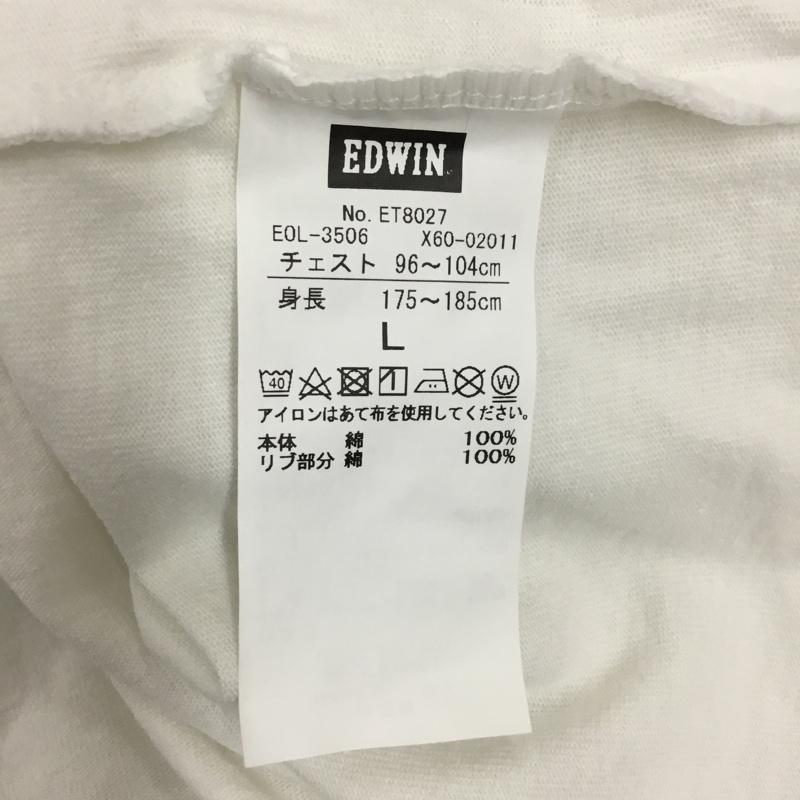 EDWIN
No. ET8027
EOL-3506 X60-02011
チェスト 96～104cm
身長 175～185cm
L
40 W
アイロンはあて布を使用してください。
本体 綿 100%
リブ部分 綿 100%